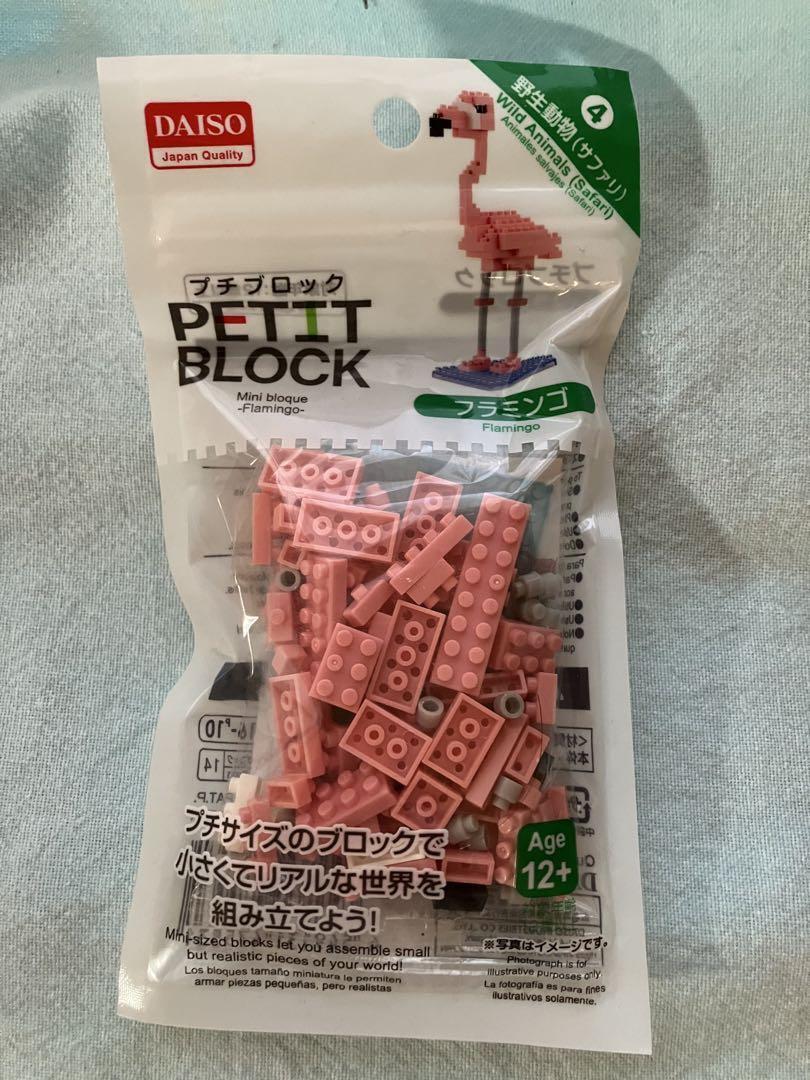 DAISO
Japan Quality
4
野生動物(サファリ)
Wild Animals (Safari)
Animales salvajes (Safari)
プチブロック
PETIT
BLOCK
Mini bloque
-Flamingo-
フラミンゴ
Flamingo
プチサイズのブロックで
小さくてリアルな世界を
組み立てよう!
Mini-sized blocks let you assemble small
but realistic pieces of your world!
Los bloques tamaño miniatura le permiten
armar piezas pequeñas, pero realistas
Age
12+
※写真はイメージです。
Photograph is for
illustrative purposes only.
La fotografía es para fines
ilustrativos solamente.